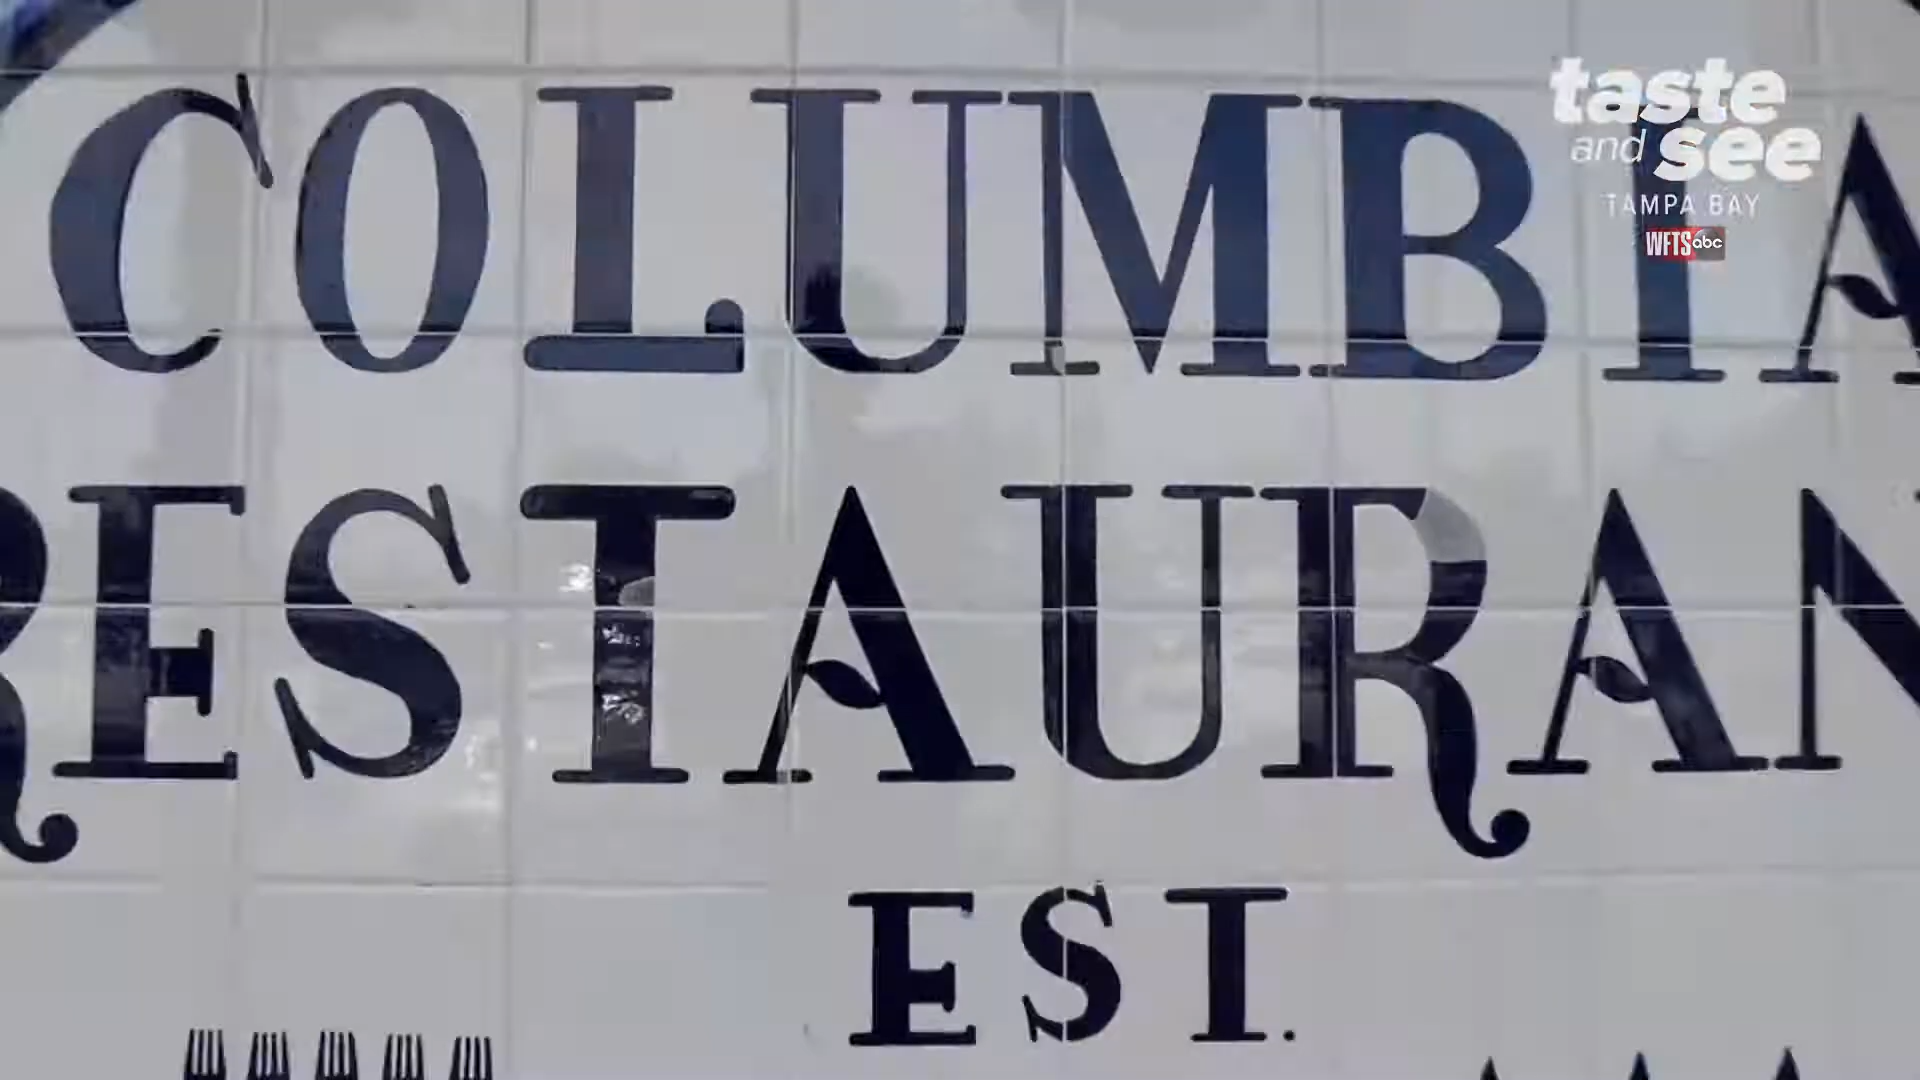 COLUMBIA
RESTAURAN
EST.
taste
and see
TAMPA BAY
WFTS abc